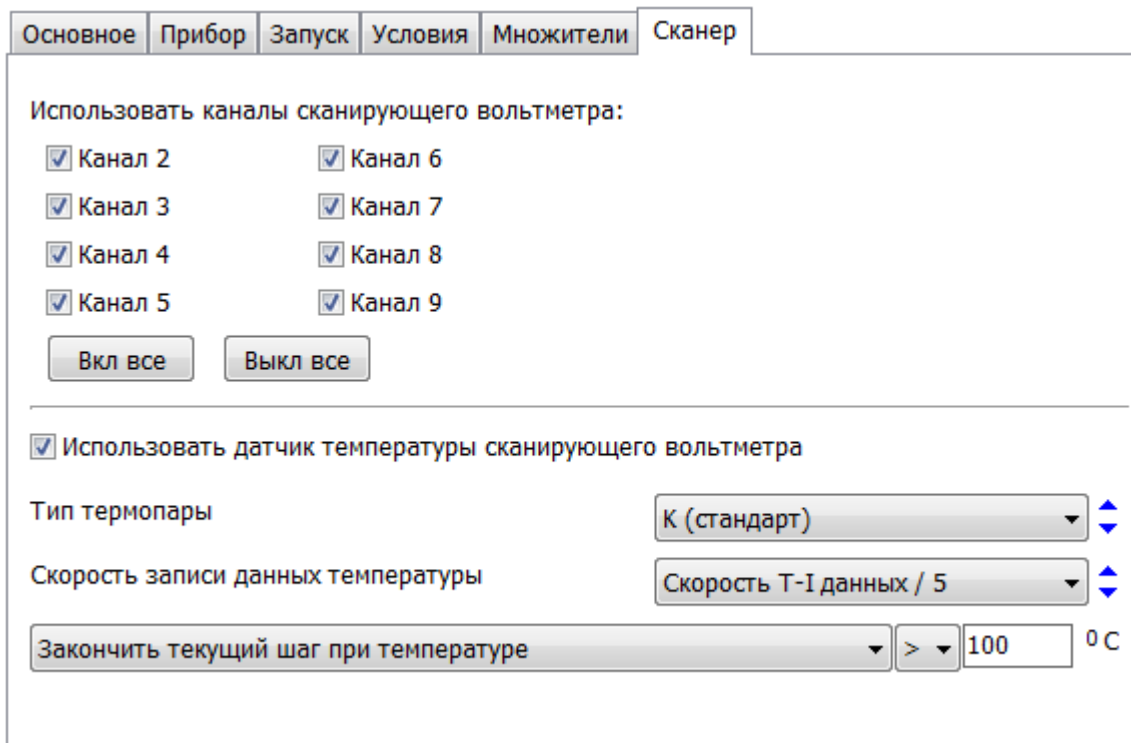 Основное Прибор Запуск Условия Множители Сканер
Использовать каналы сканирующего вольтметра:
Канал 2 Канал 6
Канал 3 Канал 7
Канал 4 Канал 8
Канал 5 Канал 9
Вкл все Выкл все
Использовать датчик температуры сканирующего вольтметра
Тип термопары К (стандарт)
Скорость записи данных температуры Скорость Т-I данных / 5
Закончить текущий шаг при температуре > 100 ⁰ C